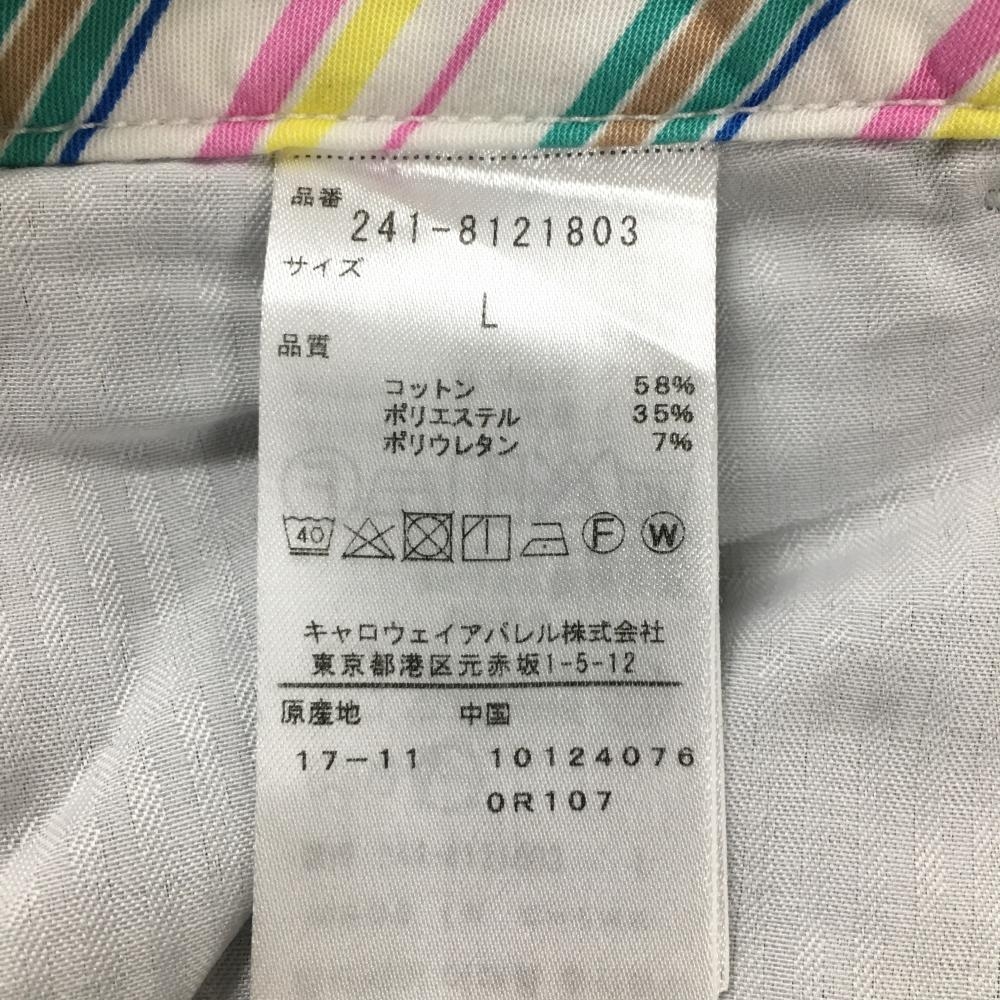 品番
241-8121803
サイズ
L
品質
コットン 58%
ポリエステル 35%
ポリウレタン 7%
40 F W
キャロウェイアパレル株式会社
東京都港区元赤坂1-5-12
原産地 中国
17-11 10124076
0R107